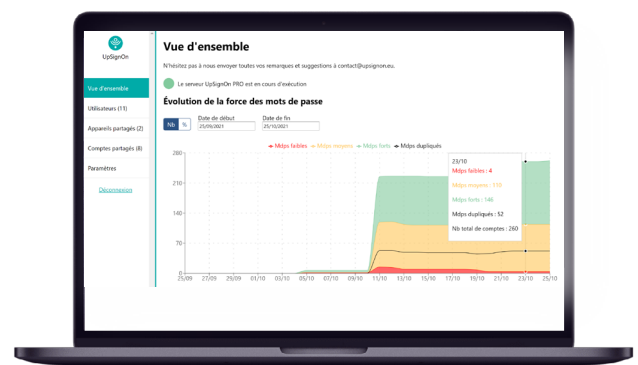 UpSignOn
Vue d'ensemble
Utilisateurs (11)
Appareils partagés (2)
Comptes partagés (8)
Paramètres
Déconnexion
Vue d'ensemble
N'hésitez pas à nous envoyer toutes vos remarques et suggestions à contact@upsignon.eu.
Le serveur UpSignOn PRO est en cours d'exécution
Évolution de la force des mots de passe
Nb %
Date de début Date de fin
25/09/2021 25/10/2021
Mdps faibles Mdps moyens Mdps forts Mdps dupliqués
280
210
140
70
0
25/09 27/09 29/09 01/10 03/10 05/10 07/10 09/10 11/10 13/10 15/10 17/10 19/10 21/10 23/10 25/10
23/10
Mdps faibles : 4
Mdps moyens : 110
Mdps forts : 146
Mdps dupliqués : 52
Nb total de comptes : 260